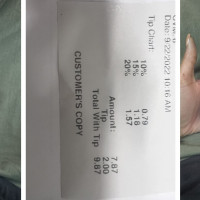 Date: 9/22/2022 10:16 AM
Tip Chart:
10% 0.79
15% 1.18
20% 1.57
Amount: 7.87
Tip 2.00
Total With Tip 9.87
CUSTOMER'S COPY